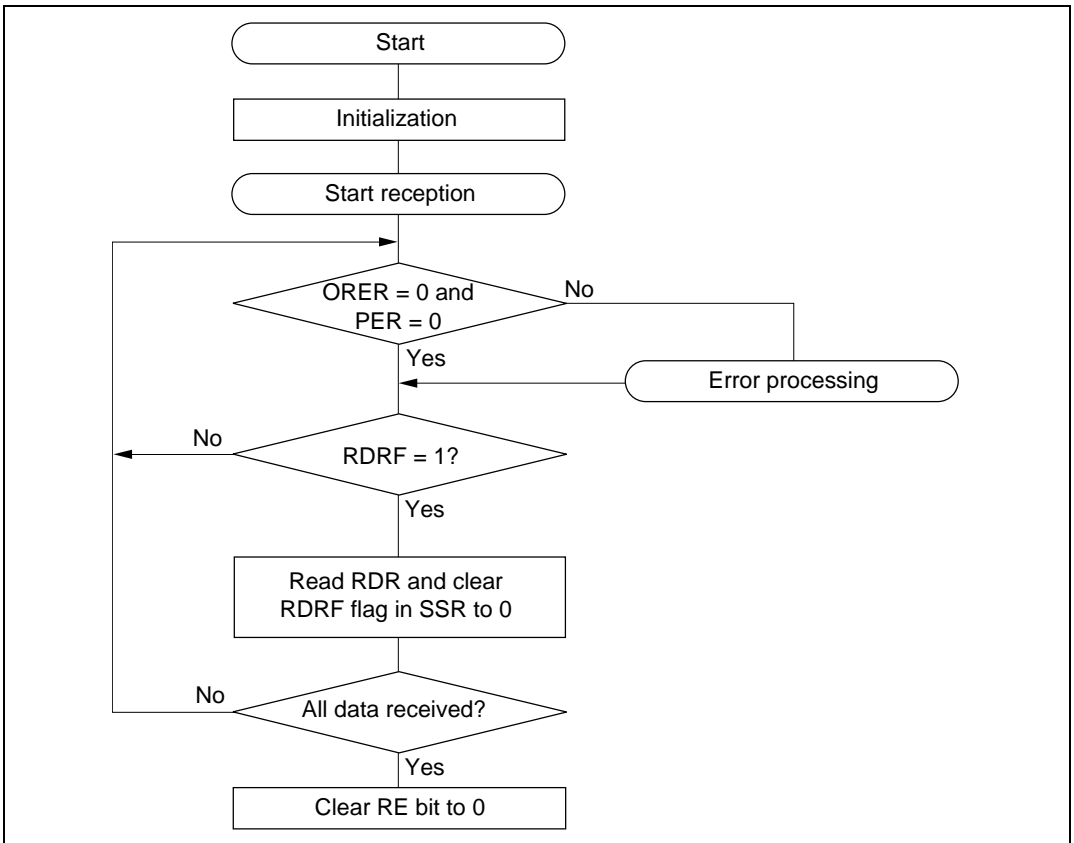 Start
Initialization
Start reception
ORER = 0 and
PER = 0
No
Yes
Error processing
No
RDRF = 1?
Yes
Read RDR and clear
RDRF flag in SSR to 0
No
All data received?
Yes
Clear RE bit to 0